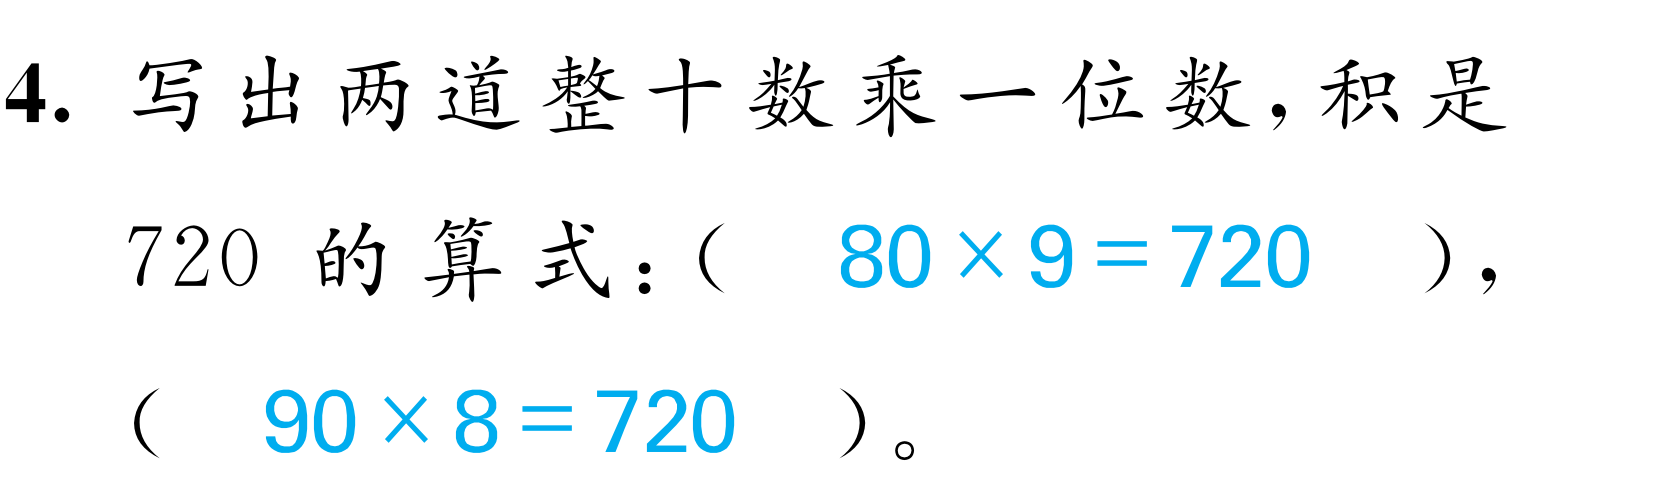 4. 写出两道整十数乘一位数，积是
720 的算式：（ 80×9=720 ），
（ 90×8=720 ）。